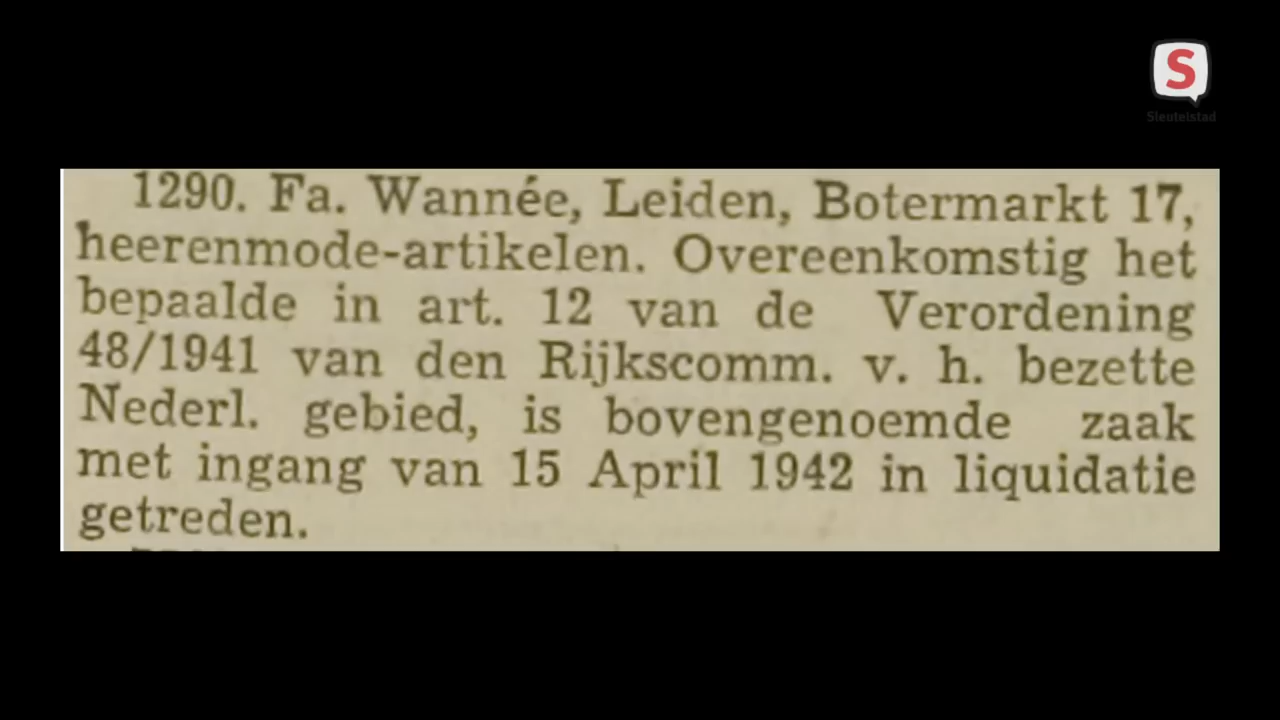 S
Sleutelstad
1290. Fa. Wannée, Leiden, Botermarkt 17,
heerenmode-artikelen. Overeenkomstig het
bepaalde in art. 12 van de Verordening
48/1941 van den Rijkscomm. v. h. bezette
Nederl. gebied, is bovengenoemde zaak
met ingang van 15 April 1942 in liquidatie
getreden.